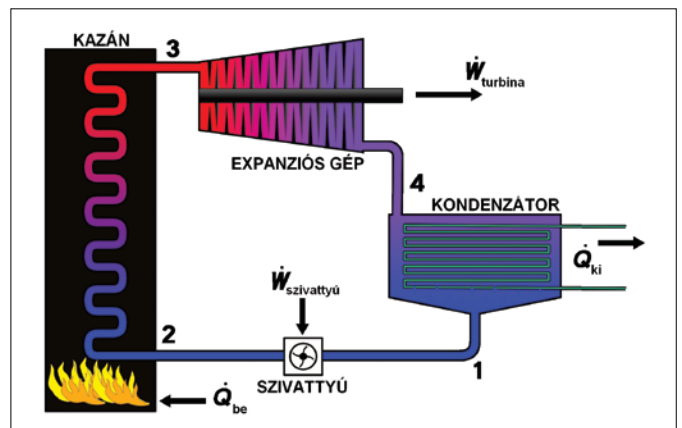 KAZÁN
3
Ẇturbina
EXPANZIÓS GÉP
4
KONDENZÁTOR
Q̇ki
Ẇszivattyú
2
1
SZIVATTYÚ
Q̇be